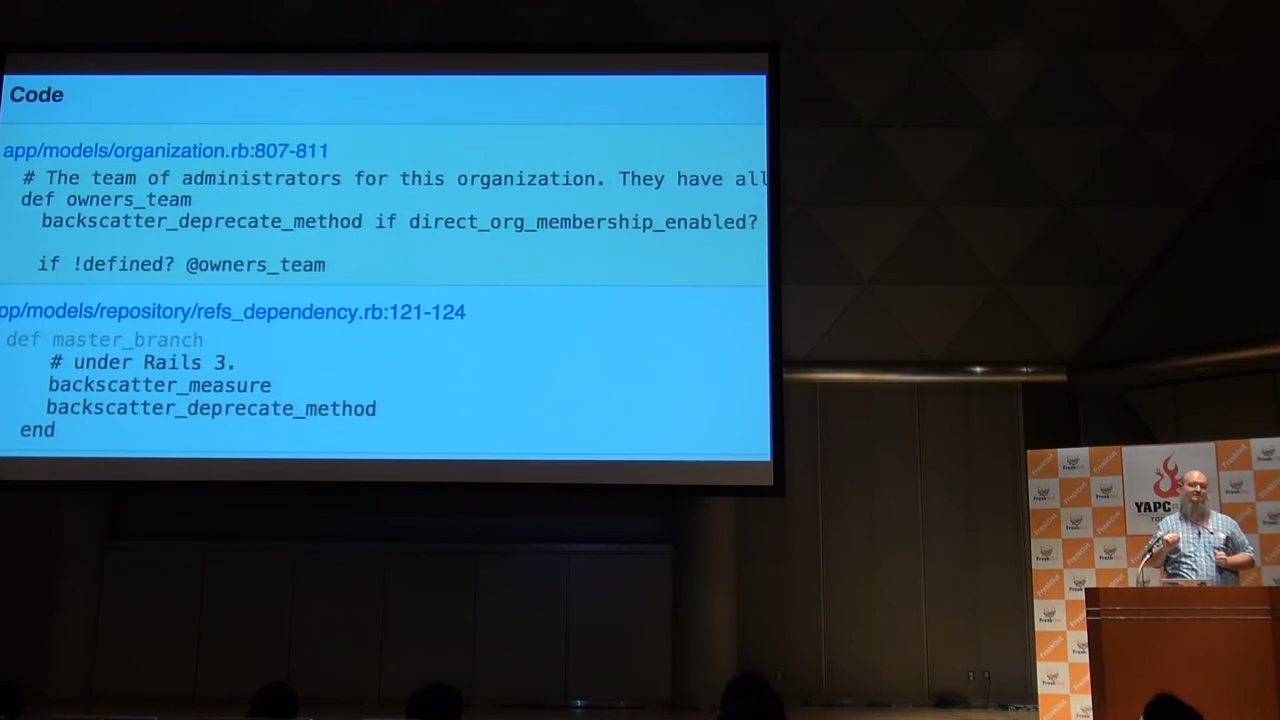 Code
app/models/organization.rb:807-811
# The team of administrators for this organization. They have all
def owners_team
backscatter_deprecate_method if direct_org_membership_enabled?
if !defined? @owners_team
pp/models/repository/refs_dependency.rb:121-124
def master_branch
# under Rails 3.
backscatter_measure
backscatter_deprecate_method
end
YAPC
FreakOut